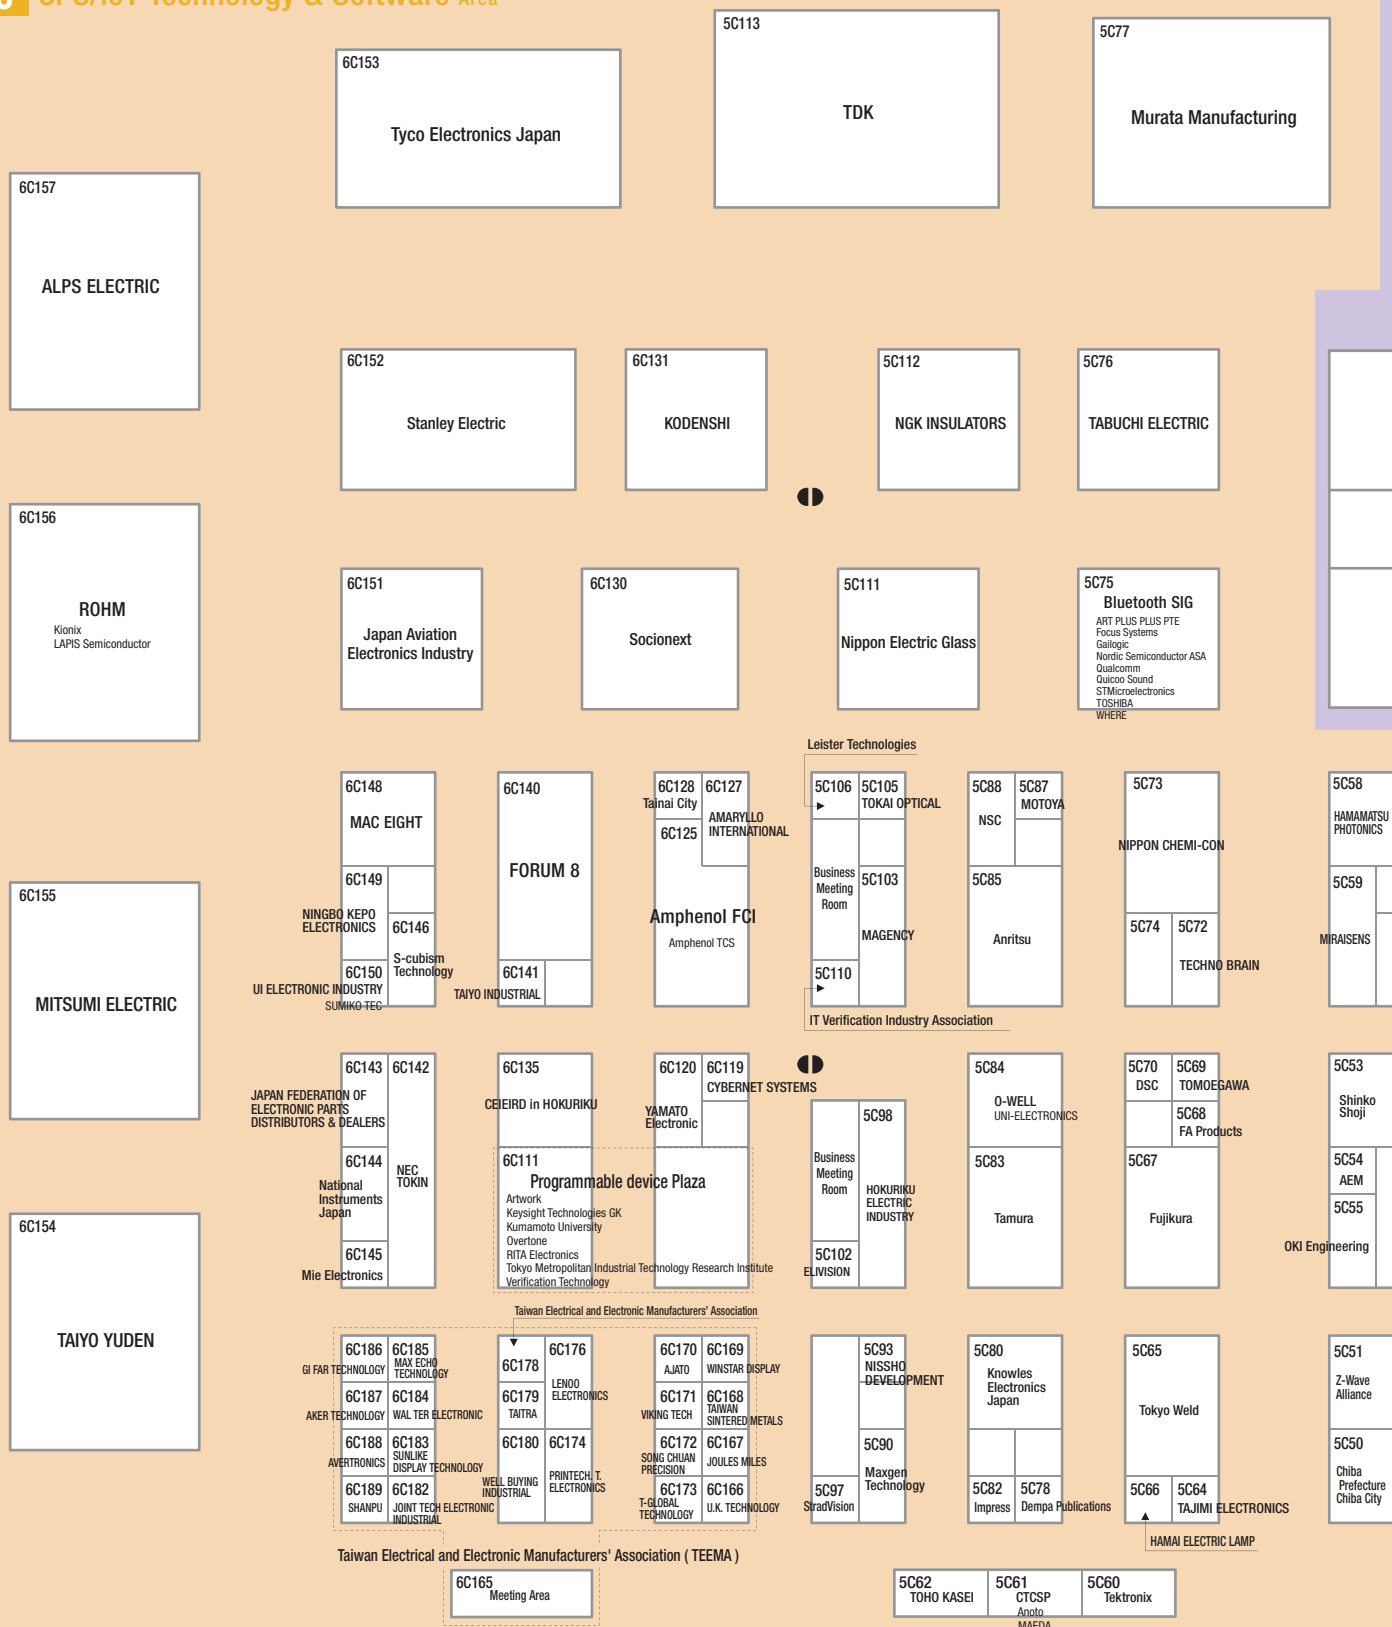 CPS/IoT Technology & Software Area
5C113
TDK
5C77
Murata Manufacturing
6C153
Tyco Electronics Japan
6C157
ALPS ELECTRIC
6C152
Stanley Electric
6C131
KODENSHI
5C112
NGK INSULATORS
5C76
TABUCHI ELECTRIC
6C156
ROHM
Kionix
LAPIS Semiconductor
6C151
Japan Aviation
Electronics Industry
6C130
Socionext
5C111
Nippon Electric Glass
5C75
Bluetooth SIG
ART PLUS PLUS PTE
Focus Systems
Gailogic
Nordic Semiconductor ASA
Qualcomm
Quicoo Sound
STMicroelectronics
TOSHIBA
WHERE
Leister Technologies
6C148
MAC EIGHT
6C149
NINGBO KEPO
ELECTRONICS
6C146
S-cubism
Technology
6C150
UI ELECTRONIC INDUSTRY
SUMIKO TEC
6C140
FORUM 8
6C141
TAIYO INDUSTRIAL
6C128
Tainai City
6C127
AMARYLLO
INTERNATIONAL
6C125
Amphenol FCI
Amphenol TCS
5C106
5C105
TOKAI OPTICAL
Business
Meeting
Room
5C103
MAGENCY
5C110
IT Verification Industry Association
5C88
NSC
5C87
MOTOYA
5C85
Anritsu
5C73
NIPPON CHEMI-CON
5C74
5C72
TECHNO BRAIN
5C58
HAMAMATSU
PHOTONICS
5C59
MIRAISENS
6C155
MITSUMI ELECTRIC
6C143
JAPAN FEDERATION OF
ELECTRONIC PARTS
DISTRIBUTORS & DEALERS
6C142
NEC
TOKIN
6C144
National
Instruments
Japan
6C145
Mie Electronics
6C135
CEIEIRD in HOKURIKU
6C120
YAMATO
Electronic
6C119
CYBERNET SYSTEMS
6C111
Programmable device Plaza
Artwork
Keysight Technologies GK
Kumamoto University
Overtone
RITA Electronics
Tokyo Metropolitan Industrial Technology Research Institute
Verification Technology
Business
Meeting
Room
5C98
HOKURIKU
ELECTRIC
INDUSTRY
5C102
ELIVISION
5C84
O-WELL
UNI-ELECTRONICS
5C83
Tamura
5C70
DSC
5C69
TOMOEGAWA
5C68
FA Products
5C67
Fujikura
5C53
Shinko
Shoji
5C54
AEM
5C55
OKI Engineering
6C154
TAIYO YUDEN
Taiwan Electrical and Electronic Manufacturers' Association
6C186
GI FAR TECHNOLOGY
6C185
MAX ECHO
TECHNOLOGY
6C187
AKER TECHNOLOGY
6C184
WAL TER ELECTRONIC
6C188
AVERTRONICS
6C183
SUNLIKE
DISPLAY TECHNOLOGY
6C189
SHANPU
6C182
JOINT TECH ELECTRONIC
INDUSTRIAL
6C178
6C176
LENOO
ELECTRONICS
6C179
TAITRA
6C180
WELL BUYING
INDUSTRIAL
6C174
PRINTECH. T.
ELECTRONICS
6C170
AJATO
6C169
WINSTAR DISPLAY
6C171
VIKING TECH
6C168
TAIWAN
SINTERED METALS
6C172
SONG CHUAN
PRECISION
6C167
JOULES MILES
6C173
T-GLOBAL
TECHNOLOGY
6C166
U.K. TECHNOLOGY
5C93
NISSHO
DEVELOPMENT
5C90
Maxgen
Technology
5C97
StradVision
5C80
Knowles
Electronics
Japan
5C82
Impress
5C78
Dempa Publications
5C65
Tokyo Weld
5C66
5C64
TAJIMI ELECTRONICS
HAMAI ELECTRIC LAMP
5C51
Z-Wave
Alliance
5C50
Chiba
Prefecture
Chiba City
Taiwan Electrical and Electronic Manufacturers' Association ( TEEMA )
6C165
Meeting Area
5C62
TOHO KASEI
5C61
CTCSP
Anoto
MAEDA
5C60
Tektronix